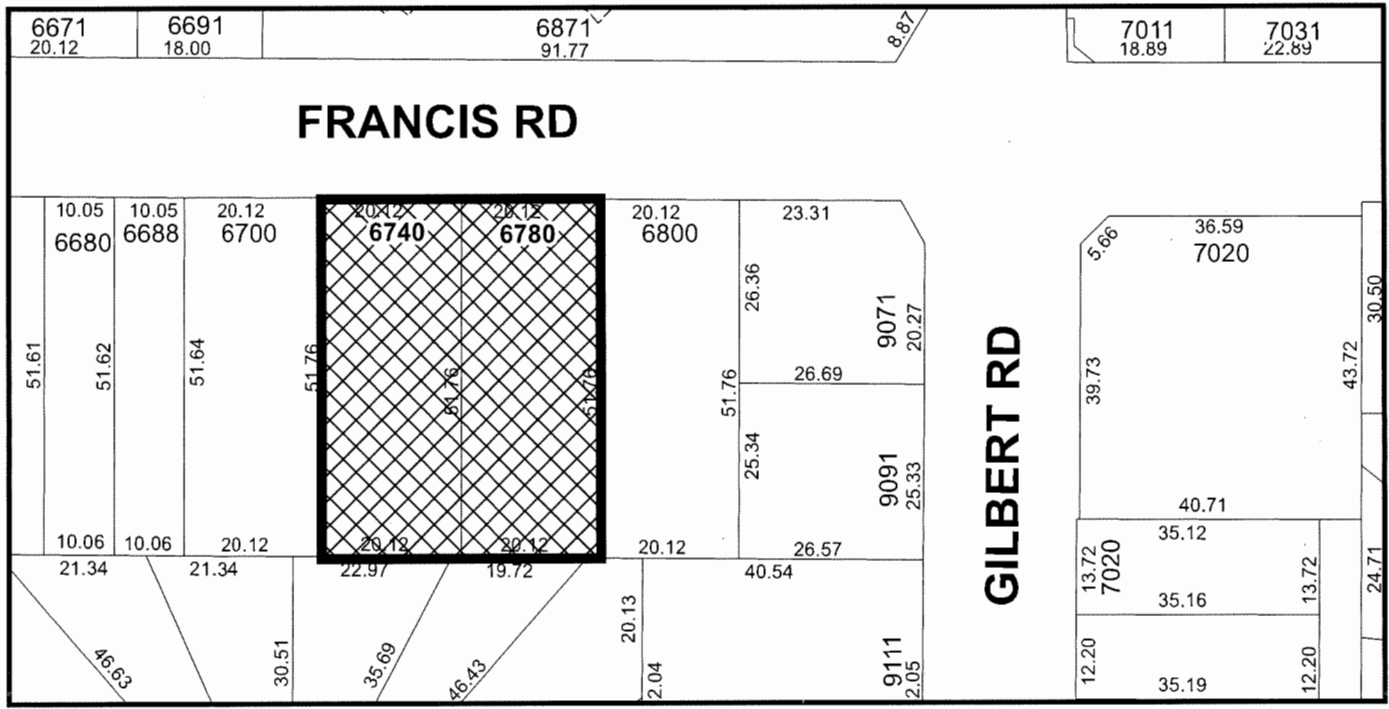 6671 6691 6871 7011 7031
20.12 18.00 91.77 8.87 18.89 22.89
FRANCIS RD
10.05 10.05 20.12 20.12 20.12 20.12 23.31 36.59
6680 6688 6700 6740 6780 6800 5.66 7020
26.36 9071 20.27 30.50
51.61 51.62 51.64 51.76 51.76 51.76 51.76 26.69 39.73 43.72
25.34 9091 25.33
GILBERT RD
40.71
10.06 10.06 20.12 20.12 20.12 20.12 26.57 35.12
21.34 21.34 22.97 19.72 40.54 13.72 7020 13.72 24.71
20.13 35.16
46.63 30.51 35.69 46.43 2.04 9111 2.05 12.20 35.19 12.20